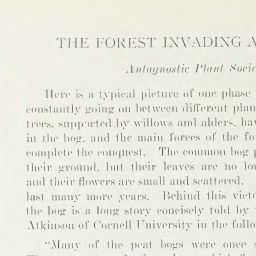 THE FOREST INVADING A
Antagnostic Plant Socie
Here is a typical picture of one phase
constantly going on between different plan
trees, supported by willows and alders, hav
in the bog, and the main forces of the fo
complete the conquest. The common bog p
their ground, but their leaves are no lon
and their flowers are small and scattered.
last many more years. Behind this victo
the bog is a long story concisely told by
Atkinson of Cornell University in the follo
"Many of the peat bogs were once s